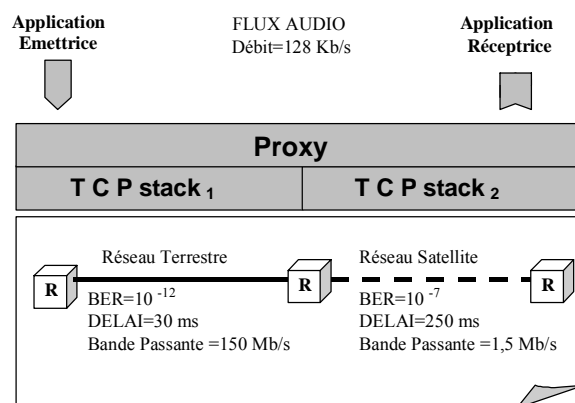 Application
Emettrice
FLUX AUDIO
Débit=128 Kb/s
Application
Réceptrice
Proxy
T C P stack 1
T C P stack 2
Réseau Terrestre
Réseau Satellite
R
R
R
BER=10 -12
DELAI=30 ms
Bande Passante =150 Mb/s
BER=10 -7
DELAI=250 ms
Bande Passante =1,5 Mb/s